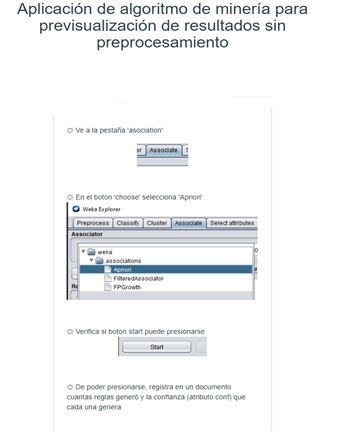 Aplicación de algoritmo de minería para
previsualización de resultados sin
preprocesamiento
Ve a la pestaña 'asociation'
Associate
En el boton 'choose' selecciona 'Apriori'
Weka Explorer
Preprocess Classify Cluster Associate Select attributes
Associator
weka
associations
Apriori
FilteredAssociator
FPGrowth
Verifica si boton start puede presionarse
Start
De poder presionarse, registra en un documento
cuantas reglas generó y la confianza (atributo conf) que
cada una genera